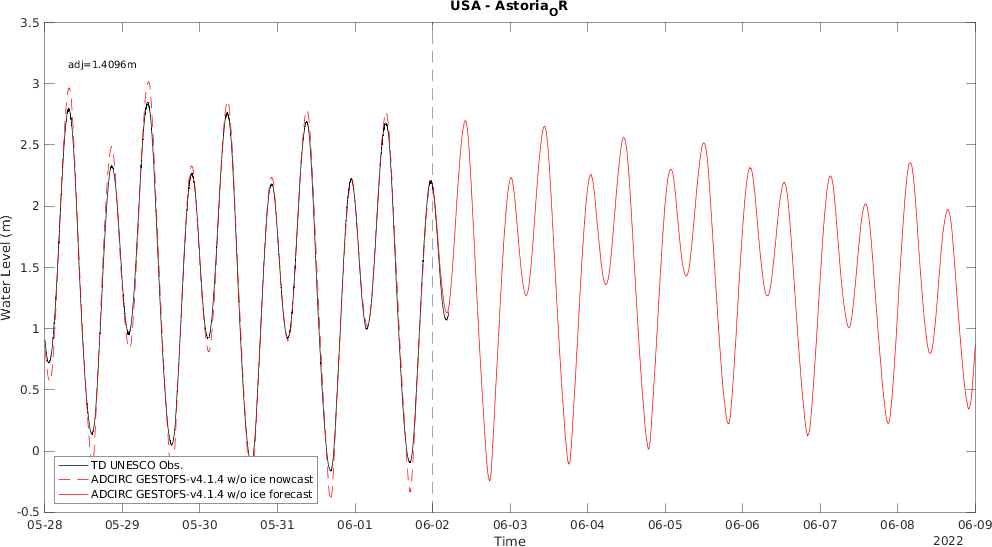 USA - AstoriaOR
adj=1.4096m
Water Level (m)
3.5
3
2.5
2
1.5
1
0.5
0
-0.5
TD UNESCO Obs.
ADCIRC GESTOFS-v4.1.4 w/o ice nowcast
ADCIRC GESTOFS-v4.1.4 w/o ice forecast
05-28 05-29 05-30 05-31 06-01 06-02 06-03 06-04 06-05 06-06 06-07 06-08 06-09
Time
2022